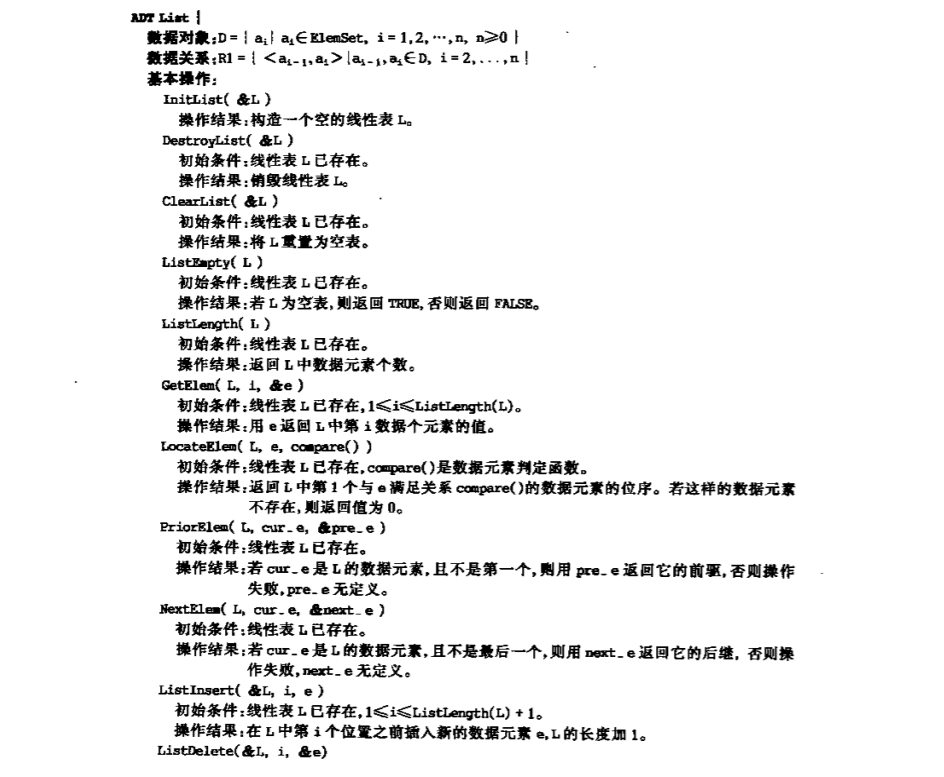 ADT List {
数据对象:D={ ai| ai∈ElemSet, i=1,2,…,n, n≥0 }
数据关系:R1={ <ai-1,ai>|ai-1,ai∈D, i=2,...,n }
基本操作:
InitList( &L )
操作结果:构造一个空的线性表 L。
DestroyList( &L )
初始条件:线性表 L 已存在。
操作结果:销毁线性表 L。
ClearList( &L )
初始条件:线性表 L 已存在。
操作结果:将 L 重置为空表。
ListEmpty( L )
初始条件:线性表 L 已存在。
操作结果:若 L 为空表,则返回 TRUE,否则返回 FALSE。
ListLength( L )
初始条件:线性表 L 已存在。
操作结果:返回 L 中数据元素个数。
GetElem( L, i, &e )
初始条件:线性表 L 已存在,1≤i≤ListLength(L)。
操作结果:用 e 返回 L 中第 i 数据个元素的值。
LocateElem( L, e, compare() )
初始条件:线性表 L 已存在,compare()是数据元素判定函数。
操作结果:返回 L 中第 1 个与 e 满足关系 compare()的数据元素的位序。若这样的数据元素
不存在,则返回值为 0。
PriorElem( L, cur_e, &pre_e )
初始条件:线性表 L 已存在。
操作结果:若 cur_e 是 L 的数据元素,且不是第一个,则用 pre_e 返回它的前驱,否则操作
失败,pre_e 无定义。
NextElem( L, cur_e, &next_e )
初始条件:线性表 L 已存在。
操作结果:若 cur_e 是 L 的数据元素,且不是最后一个,则用 next_e 返回它的后继, 否则操
作失败,next_e 无定义。
ListInsert( &L, i, e )
初始条件:线性表 L 已存在,1≤i≤ListLength(L)+1。
操作结果:在 L 中第 i 个位置之前插入新的数据元素 e,L 的长度加 1。
ListDelete(&L, i, &e)